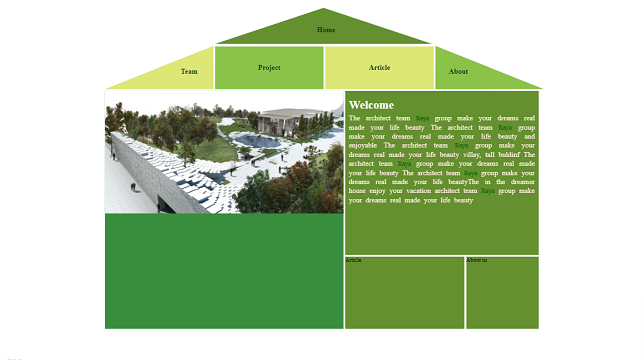 Home
Team
Project
Article
About
Welcome
The architect team Raya group make your dreams real
made your life beauty The architect team Raya group
make your dreams real made your life beauty and
enjoyable The architect team Raya group make your
dreams real made your life beauty villay, tall buldinf The
architect team Raya group make your dreams real made
your life beauty The architect team Raya group make your
dreams real made your life beautyThe in the dreamer
house enjoy your vacation architect team Raya group make
your dreams real made your life beauty
Article
About us